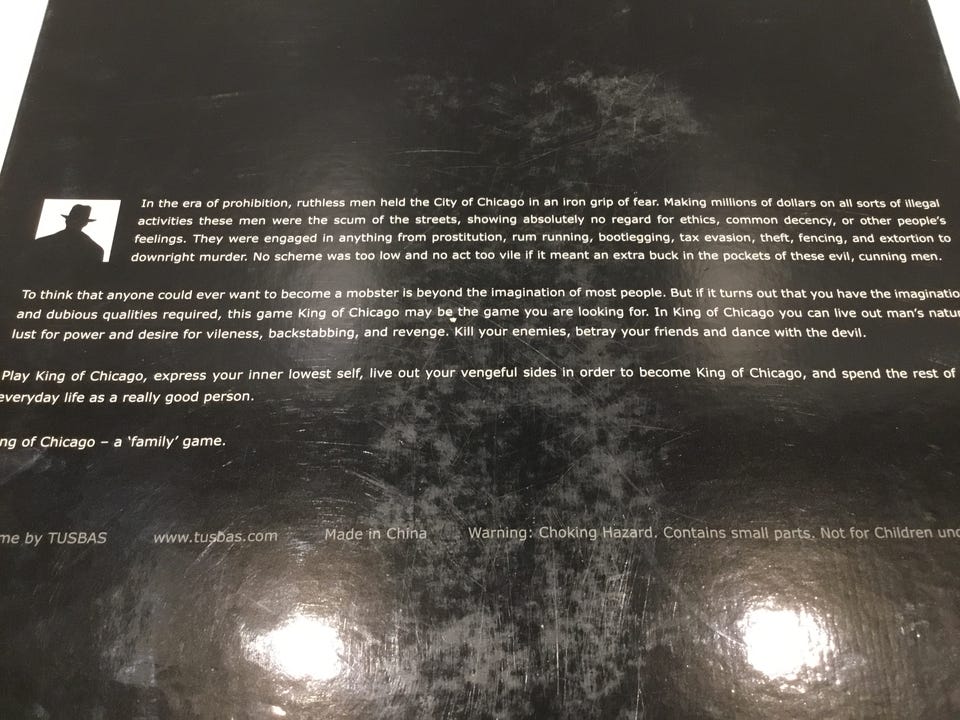 In the era of prohibition, ruthless men held the City of Chicago in an iron grip of fear. Making millions of dollars on all sorts of illegal
activities these men were the scum of the streets, showing absolutely no regard for ethics, common decency, or other people's
feelings. They were engaged in anything from prostitution, rum running, bootlegging, tax evasion, theft, fencing, and extortion to
downright murder. No scheme was too low and no act too vile if it meant an extra buck in the pockets of these evil, cunning men.
To think that anyone could ever want to become a mobster is beyond the imagination of most people. But if it turns out that you have the imaginatio
and dubious qualities required, this game King of Chicago may be the game you are looking for. In King of Chicago you can live out man's natur
lust for power and desire for vileness, backstabbing, and revenge. Kill your enemies, betray your friends and dance with the devil.
Play King of Chicago, express your inner lowest self, live out your vengeful sides in order to become King of Chicago, and spend the rest of
everyday life as a really good person.
ng of Chicago – a 'family' game.
me by TUSBAS www.tusbas.com Made in China Warning: Choking Hazard. Contains small parts. Not for Children und